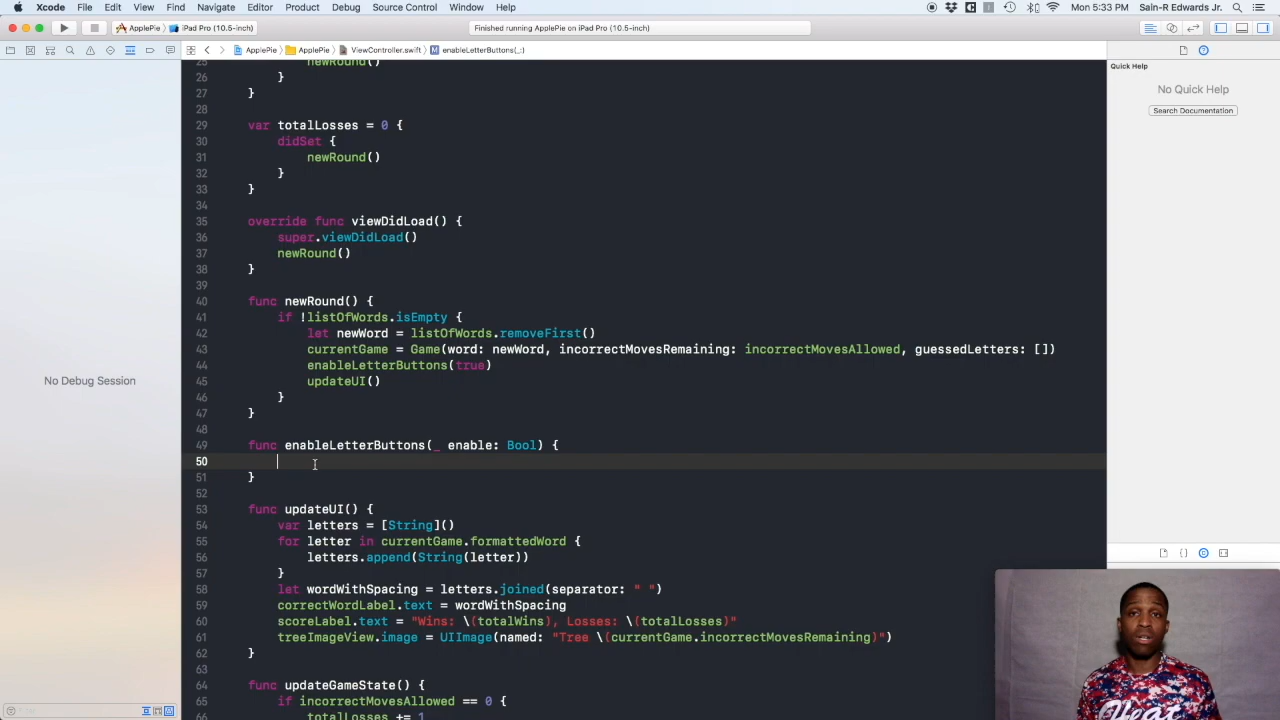 Xcode File Edit View Find Navigate Editor Product Debug Source Control Window Help Mon 5:33 PM Sain-R Edwards Jr.
ApplePie iPad Pro (10.5-inch) Finished running ApplePie on iPad Pro (10.5-inch)
ApplePie ApplePie ViewController.swift enableLetterButtons(_:)
Quick Help
No Quick Help
Search Documentation
No Debug Session
25 newRound()
26 }
27 }
28
29 var totalLosses = 0 {
30 didSet {
31 newRound()
32 }
33 }
34
35 override func viewDidLoad() {
36 super.viewDidLoad()
37 newRound()
38 }
39
40 func newRound() {
41 if !listOfWords.isEmpty {
42 let newWord = listOfWords.removeFirst()
43 currentGame = Game(word: newWord, incorrectMovesRemaining: incorrectMovesAllowed, guessedLetters: [])
44 enableLetterButtons(true)
45 updateUI()
46 }
47 }
48
49 func enableLetterButtons(_ enable: Bool) {
50
51 }
52
53 func updateUI() {
54 var letters = [String]()
55 for letter in currentGame.formattedWord {
56 letters.append(String(letter))
57 }
58 let wordWithSpacing = letters.joined(separator: " ")
59 correctWordLabel.text = wordWithSpacing
60 scoreLabel.text = "Wins: \(totalWins), Losses: \(totalLosses)"
61 treeImageView.image = UIImage(named: "Tree \(currentGame.incorrectMovesRemaining)")
62 }
63
64 func updateGameState() {
65 if incorrectMovesAllowed == 0 {
66 totalLosses += 1